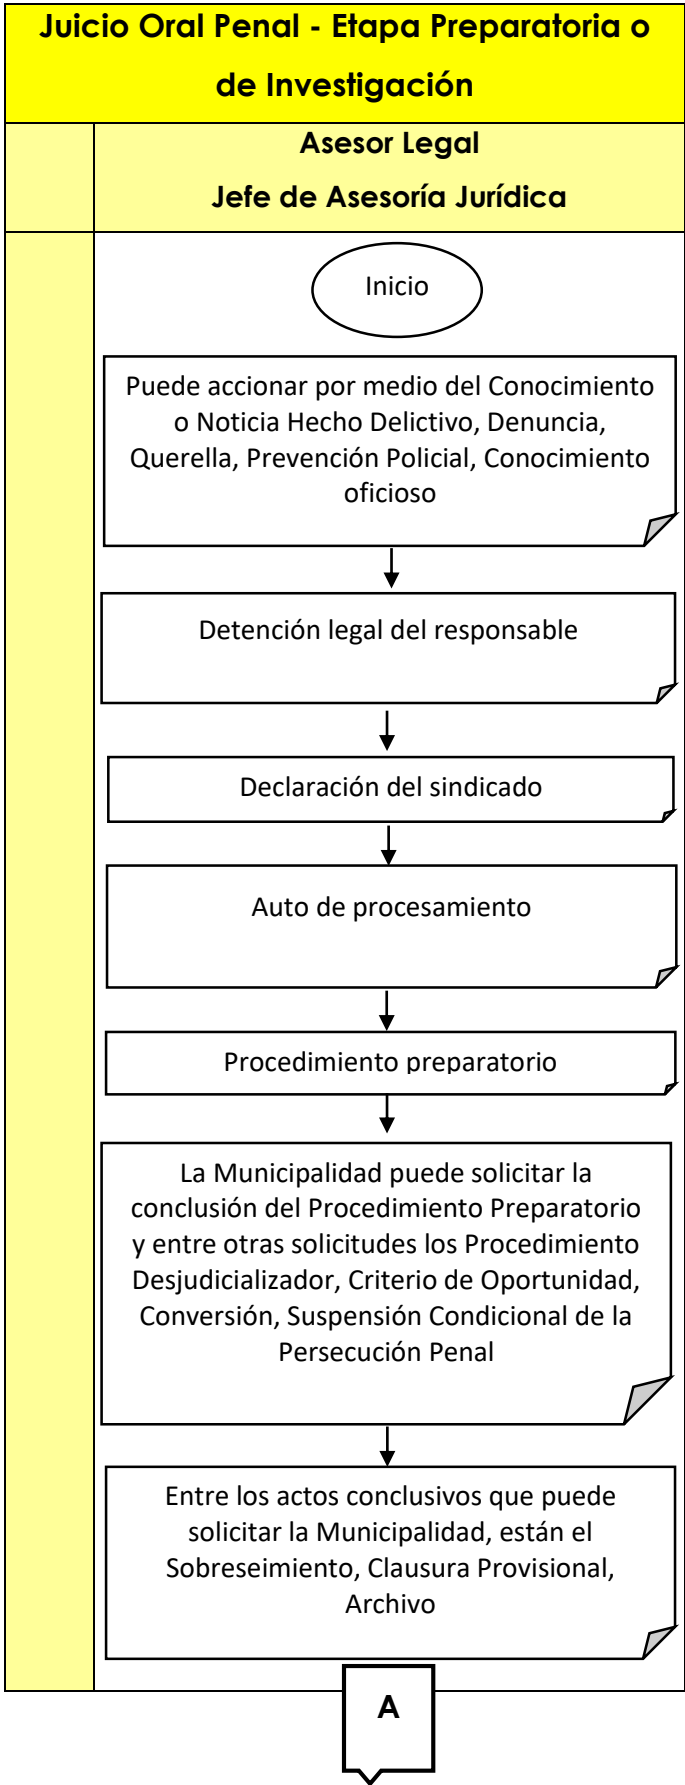 Juicio Oral Penal - Etapa Preparatoria o
de Investigación
Asesor Legal
Jefe de Asesoría Jurídica
Inicio
Puede accionar por medio del Conocimiento
o Noticia Hecho Delictivo, Denuncia,
Querella, Prevención Policial, Conocimiento
oficioso
Detención legal del responsable
Declaración del sindicado
Auto de procesamiento
Procedimiento preparatorio
La Municipalidad puede solicitar la
conclusión del Procedimiento Preparatorio
y entre otras solicitudes los Procedimiento
Desjudicializador, Criterio de Oportunidad,
Conversión, Suspensión Condicional de la
Persecución Penal
Entre los actos conclusivos que puede
solicitar la Municipalidad, están el
Sobreseimiento, Clausura Provisional,
Archivo
A